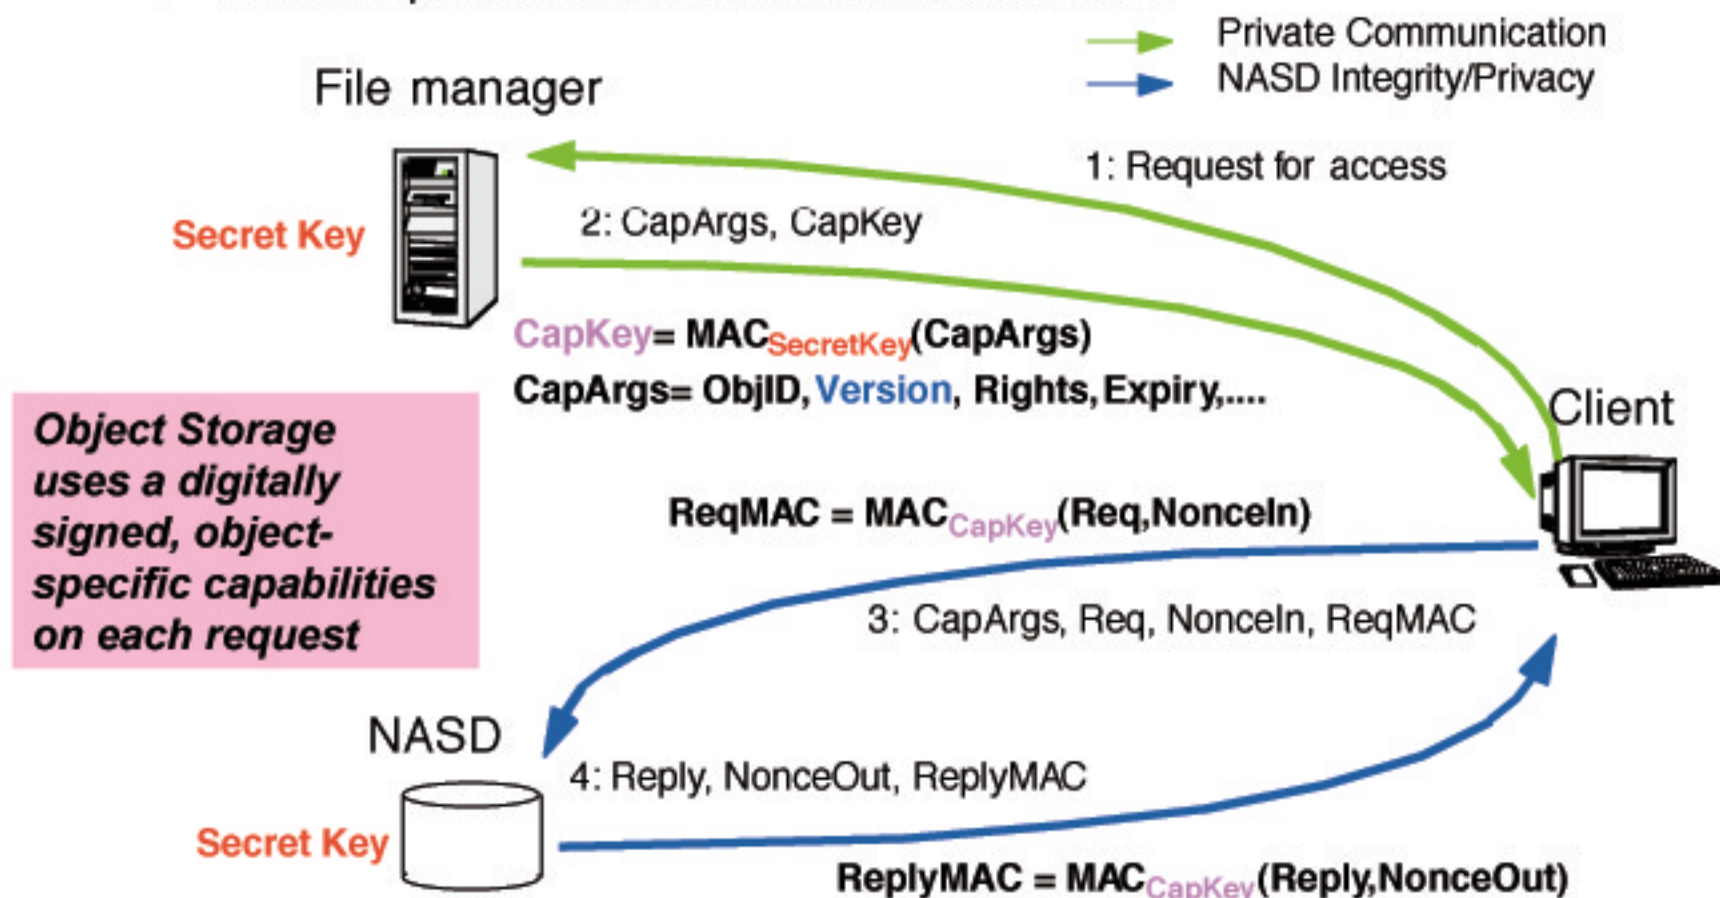 Private Communication
NASD Integrity/Privacy
File manager
1: Request for access
2: CapArgs, CapKey
Secret Key
CapKey= MACSecretKey(CapArgs)
CapArgs= ObjID, Version, Rights, Expiry,....
Object Storage
uses a digitally
signed, object-
specific capabilities
on each request
Client
ReqMAC = MACCapKey(Req,NonceIn)
3: CapArgs, Req, NonceIn, ReqMAC
NASD
4: Reply, NonceOut, ReplyMAC
Secret Key
ReplyMAC = MACCapKey(Reply,NonceOut)